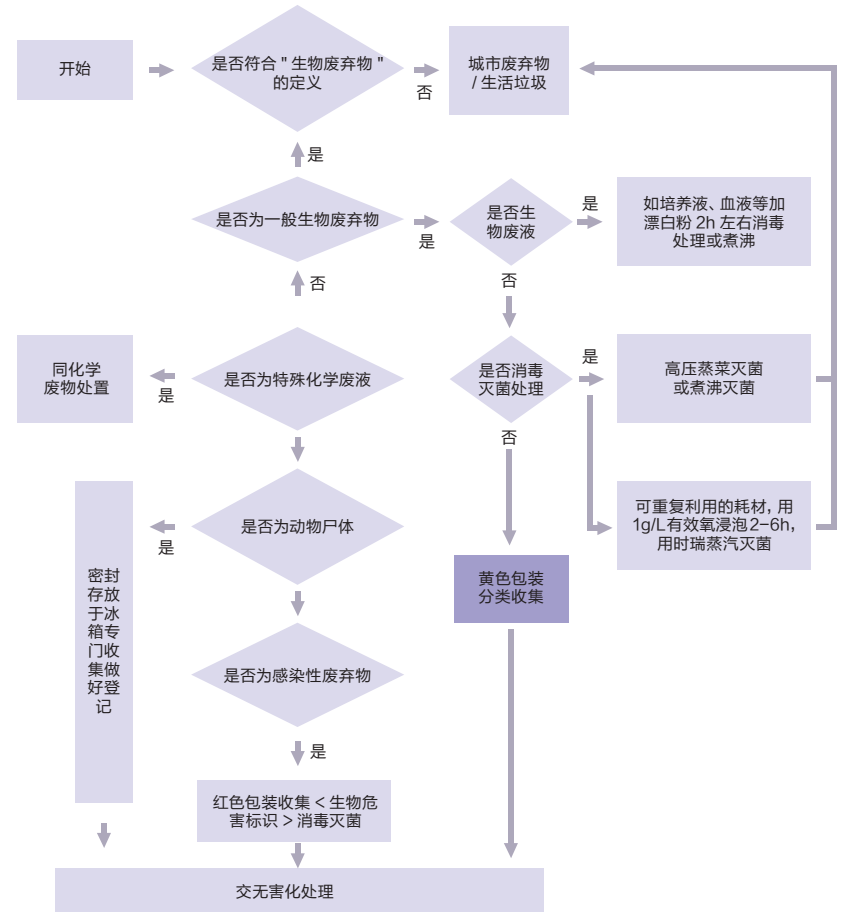 开始
是否符合 " 生物废弃物 "
的定义
否
城市废弃物
/ 生活垃圾
是
是否为一般生物废弃物
是
是否生
物废液
是
如培养液、血液等加
漂白粉 2h 左右消毒
处理或煮沸
否
否
同化学
废物处置
是
是否为特殊化学废液
是否消毒
灭菌处理
是
高压蒸菜灭菌
或煮沸灭菌
否
是
是否为动物尸体
可重复利用的耗材，用
1g/L有效氧浸泡2-6h，
用时瑞蒸汽灭菌
密封
存放
于冰
箱专
门收
集做
好登
记
黄色包装
分类收集
是否为感染性废弃物
是
红色包装收集 < 生物危
害标识 > 消毒灭菌
交无害化处理